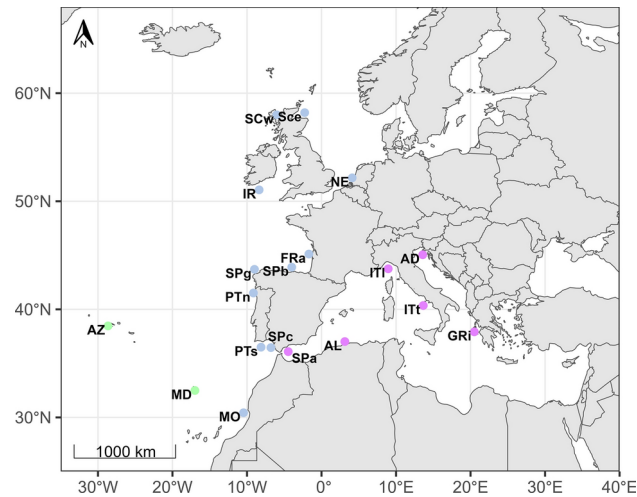 N
60°N
SCw
Sce
NE
50°N
IR
FRa
AD
SPg
SPb
ITl
PTn
40°N
ITt
AZ
SPc
GRi
PTs
SPa
AL
MD
30°N
MO
1000 km
30°W 20°W 10°W 0° 10°E 20°E 30°E 40°E